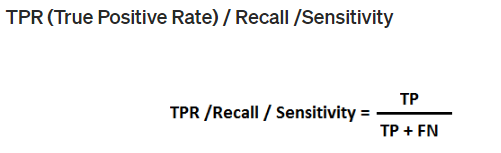 TPR (True Positive Rate) / Recall /Sensitivity
TPR /Recall / Sensitivity = TP
TP + FN